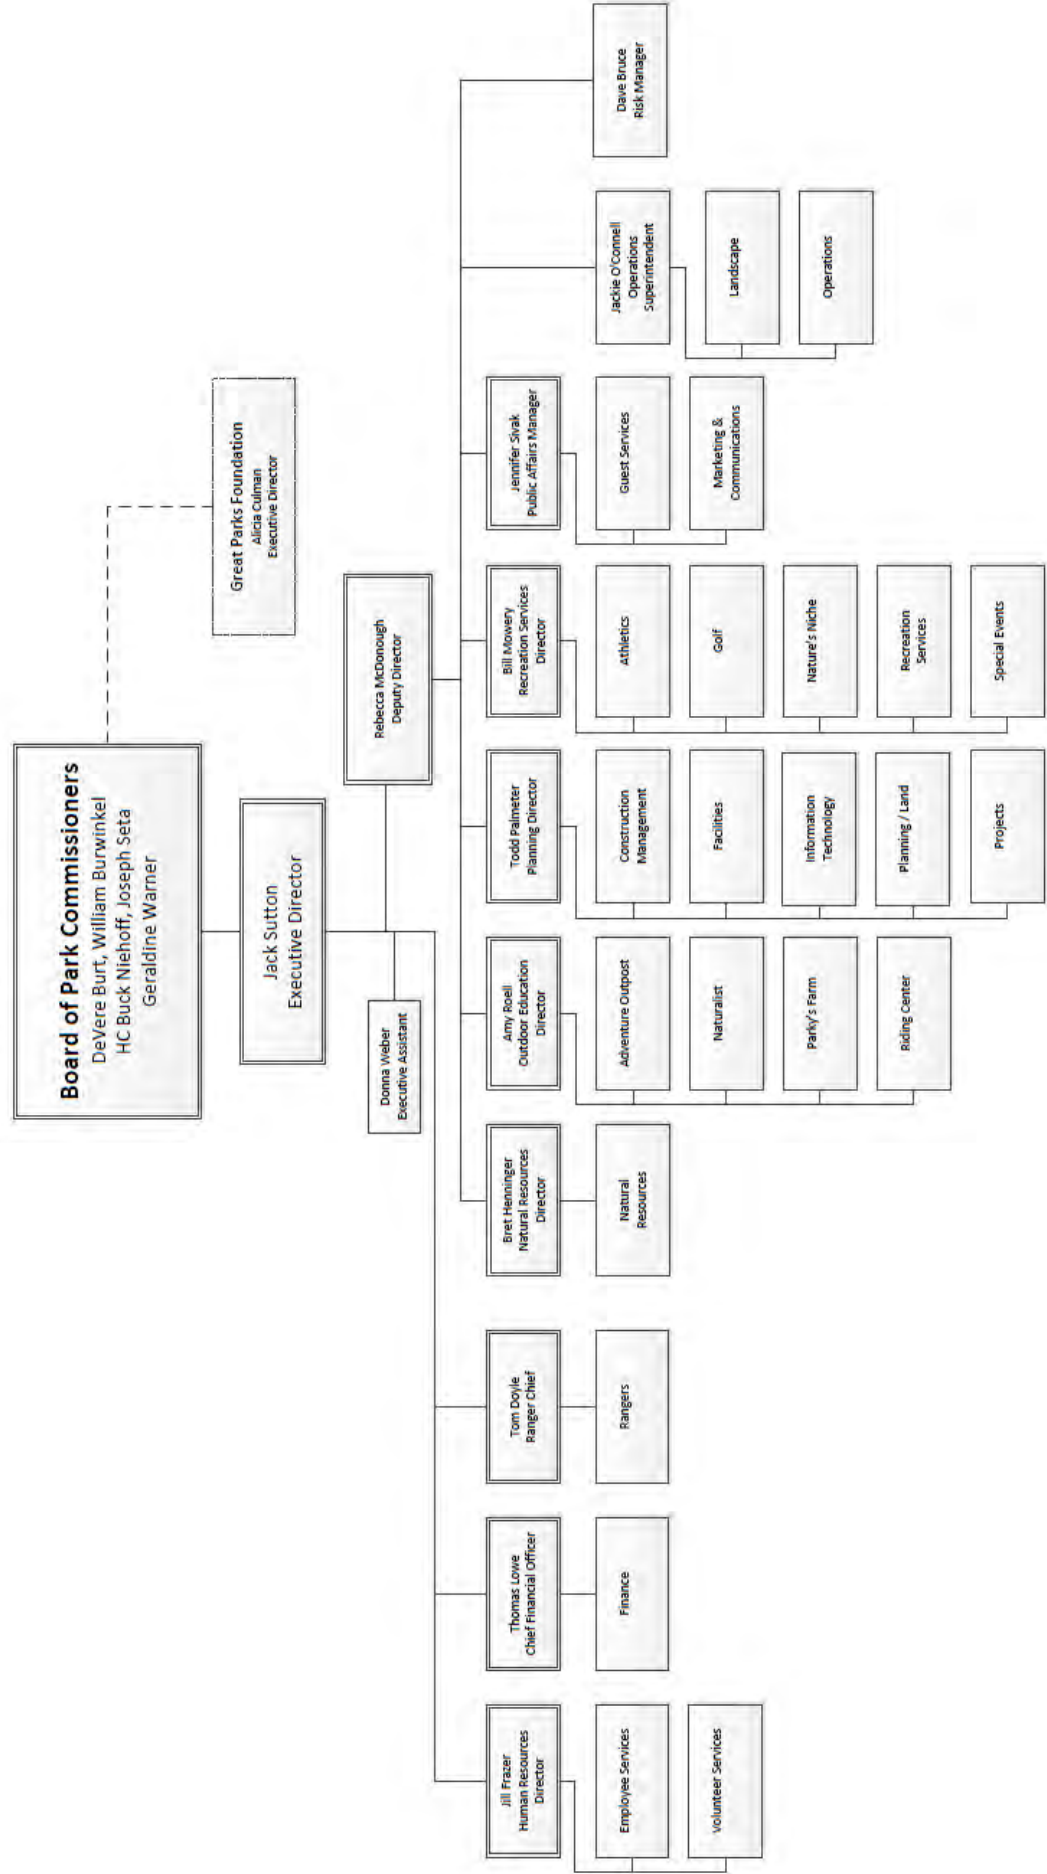 Board of Park Commissioners
DeVere Burt, William Burwinkel
HC Buck Niehoff, Joseph Seta
Geraldine Warner
Great Parks Foundation
Alicia Culman
Executive Director
Jack Sutton
Executive Director
Donna Weber
Executive Assistant
Rebecca McDonough
Deputy Director
Jill Frazer
Human Resources
Director
Employee Services
Volunteer Services
Thomas Lowe
Chief Financial Officer
Finance
Tom Doyle
Ranger Chief
Rangers
Bret Henninger
Natural Resources
Director
Natural
Resources
Amy Roell
Outdoor Education
Director
Adventure Outpost
Naturalist
Parky's Farm
Riding Center
Todd Palmeter
Planning Director
Construction
Management
Facilities
Information
Technology
Planning / Land
Projects
Bill Mowery
Recreation Services
Director
Athletics
Golf
Nature's Niche
Recreation
Services
Special Events
Jennifer Sivak
Public Affairs Manager
Guest Services
Marketing &
Communications
Jackie O'Connell
Operations
Superintendent
Landscape
Operations
Dave Bruce
Risk Manager